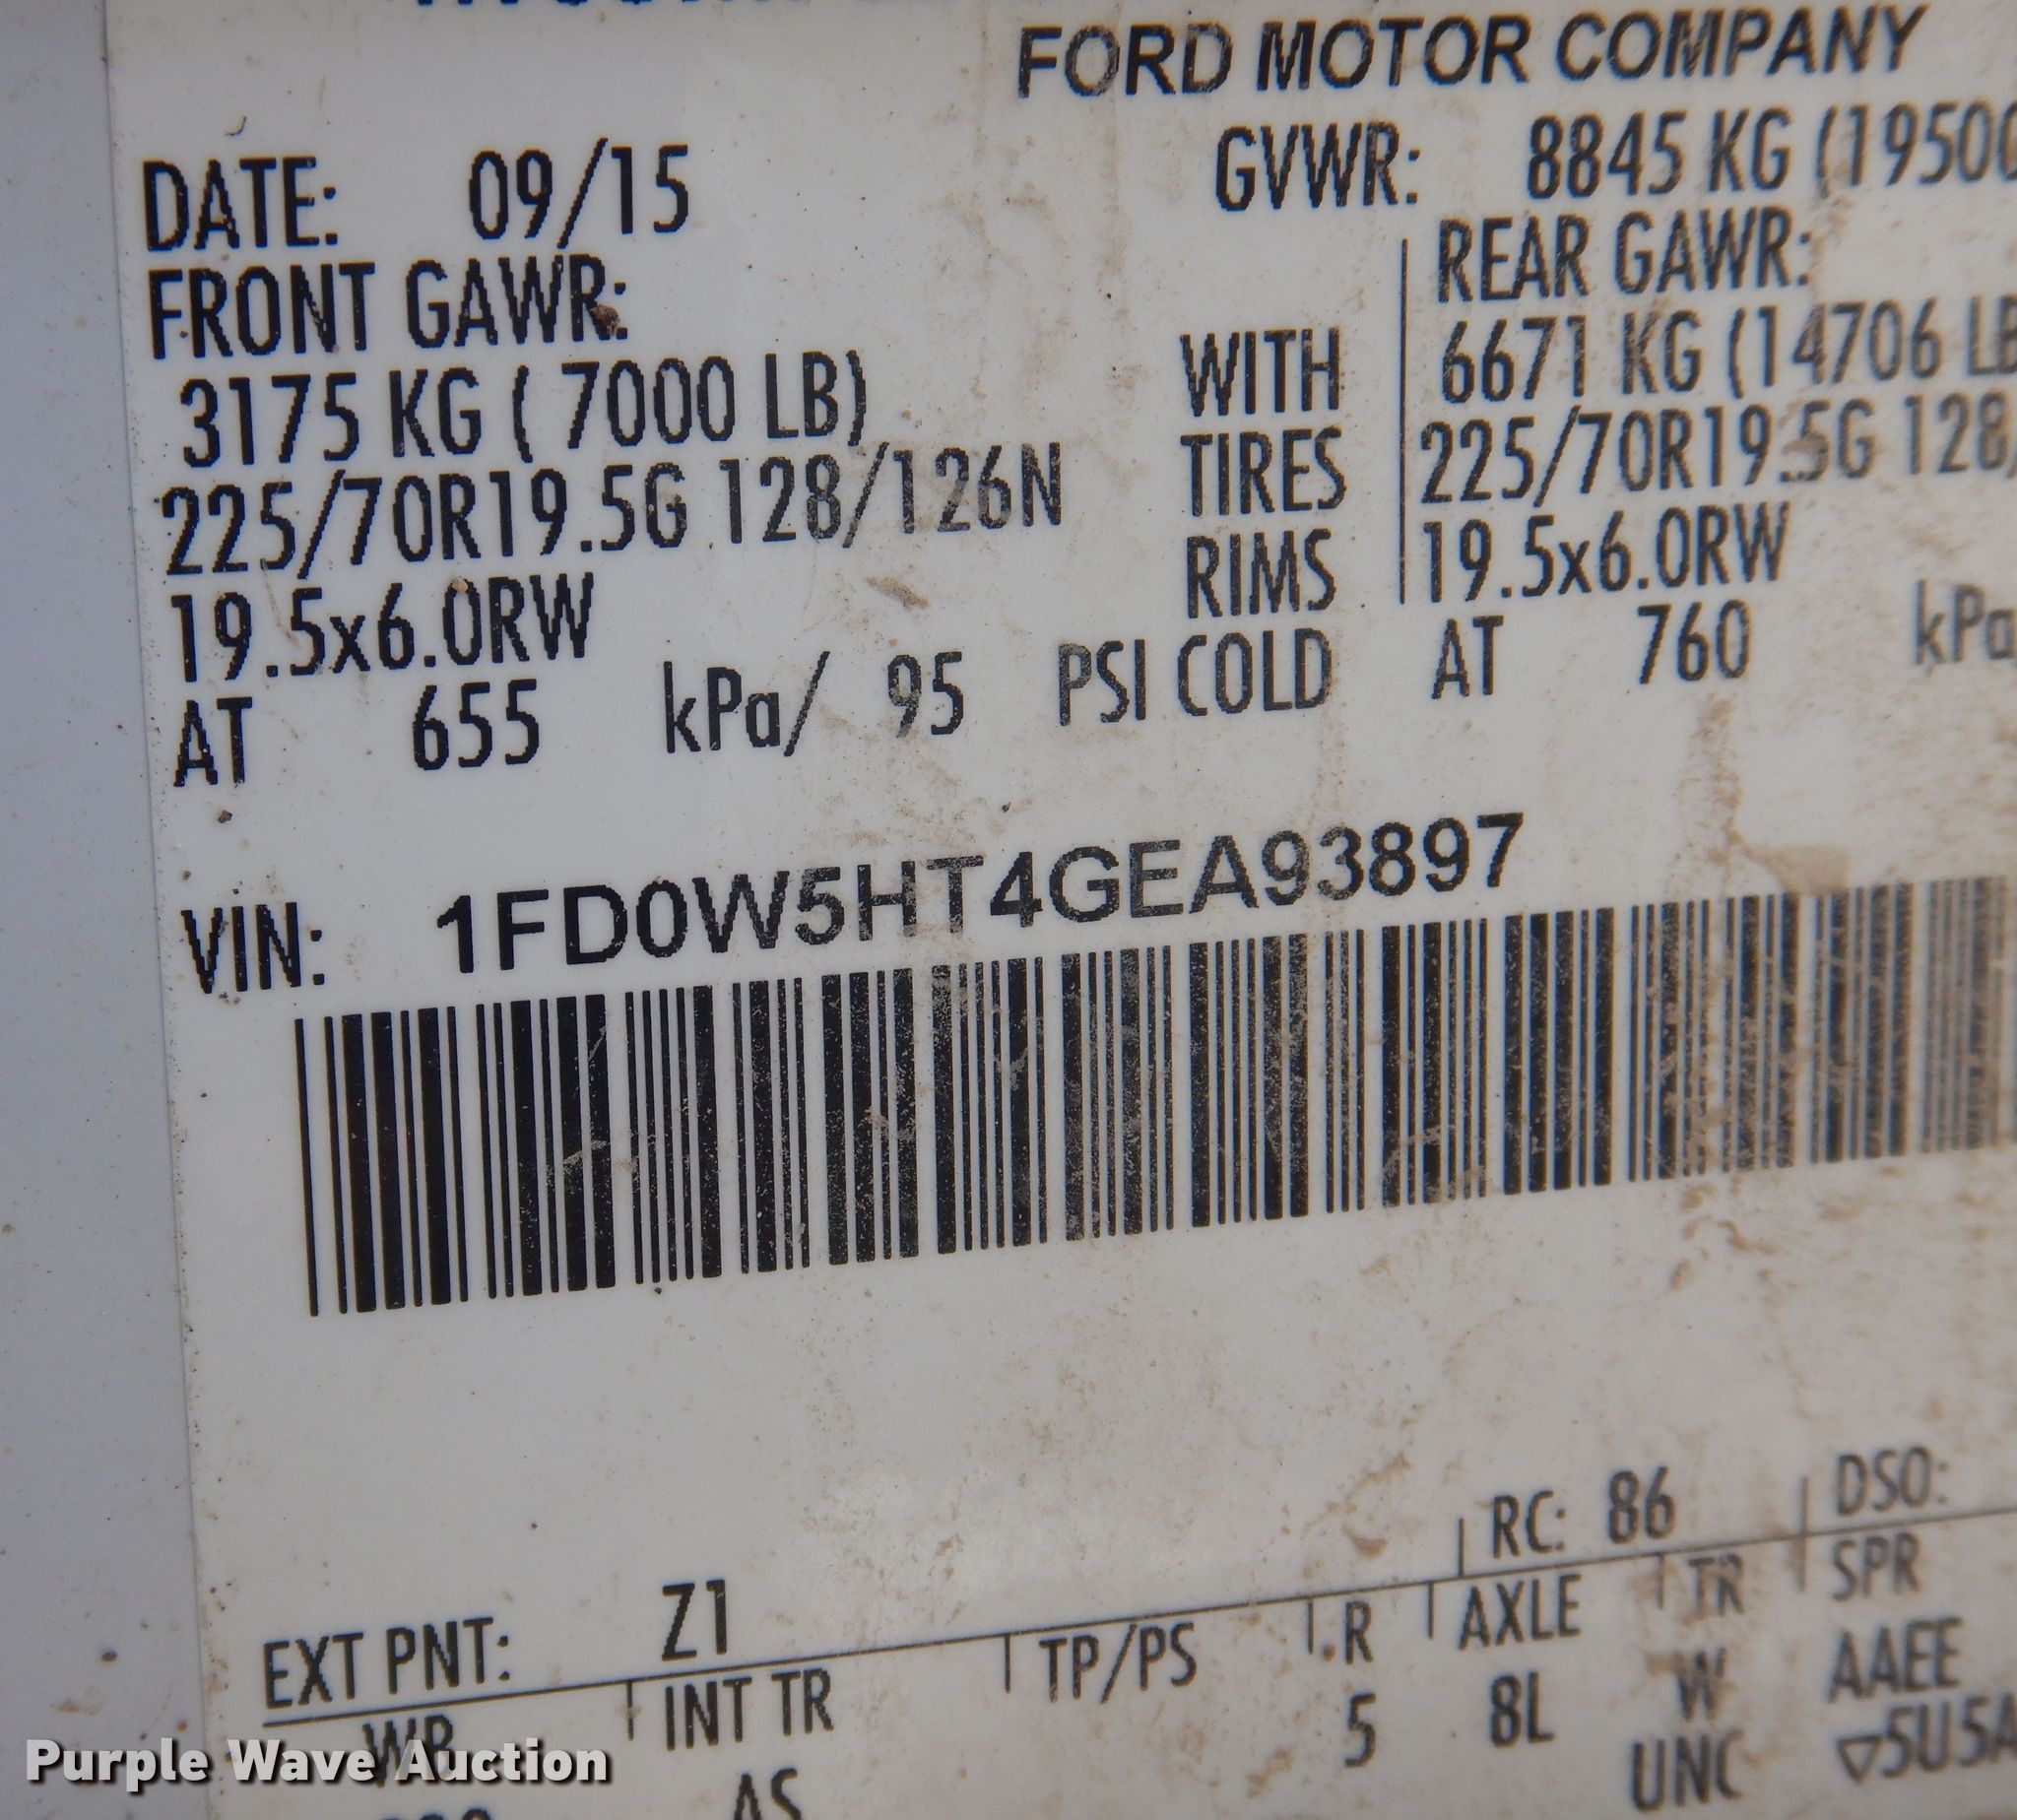 FORD MOTOR COMPANY
DATE: 09/15 GVWR: 8845 KG (1950
FRONT GAWR: REAR GAWR:
3175 KG ( 7000 LB) WITH 6671 KG (14706 LB
225/70R19.5G 128/126N TIRES 225/70R19.5G 128/
19.5x6.0RW RIMS 19.5x6.0RW
AT 655 kPa/ 95 PSI COLD AT 760 kPa
VIN: 1FD0W5HT4GEA93897
RC: 86 DSO:
EXT PNT: Z1
WB INT TR TP/PS R AXLE TR SPR
AS 5 8L W AAEE
UNC ▽5U5A
Purple Wave Auction